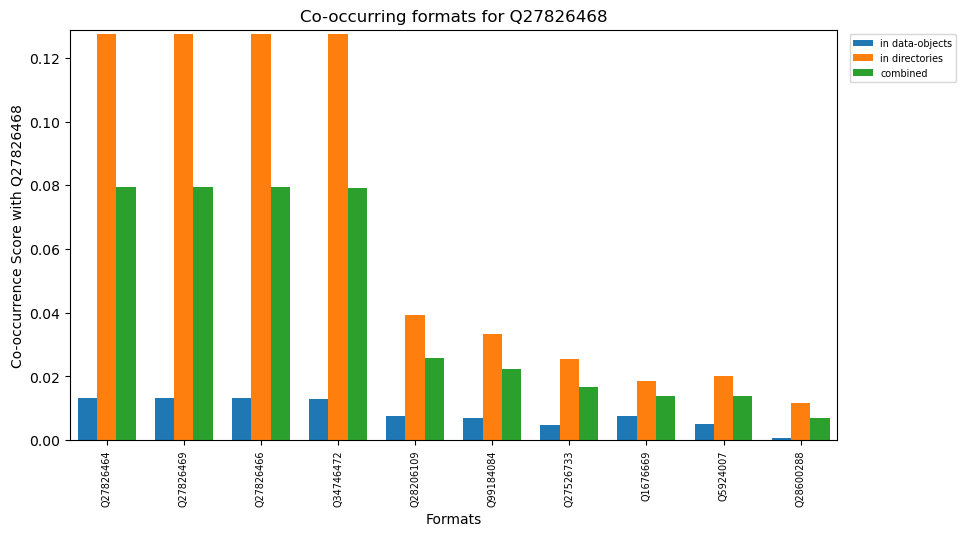 Co-occurring formats for Q27826468
in data-objects
in directories
combined
Co-occurrence Score with Q27826468
0.12
0.10
0.08
0.06
0.04
0.02
0.00
Q27826464
Q27826469
Q27826466
Q34746472
Q28206109
Q99184084
Q27526733
Q1676669
Q5924007
Q28600288
Formats